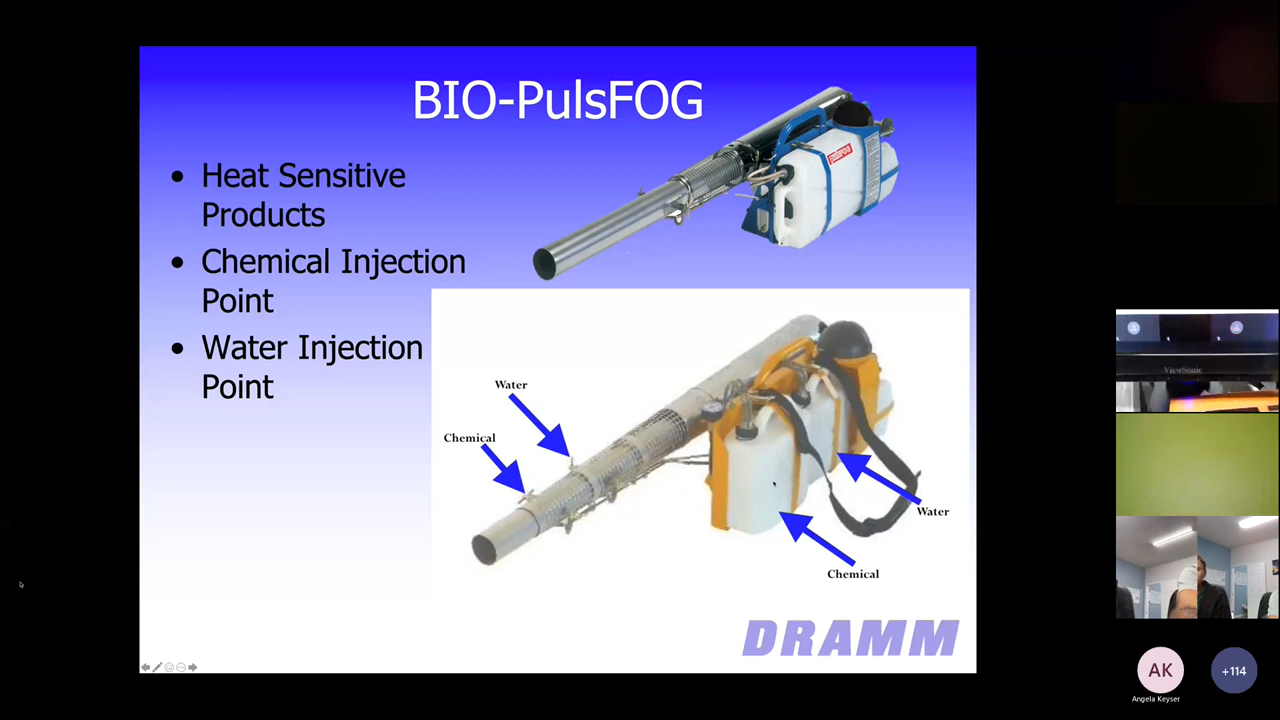 BIO-PulsFOG
• Heat Sensitive
Products
• Chemical Injection
Point
• Water Injection
Point
Water
Chemical
Water
Chemical
DRAMM
ViewSonic
AK
+114
Angela Keyser